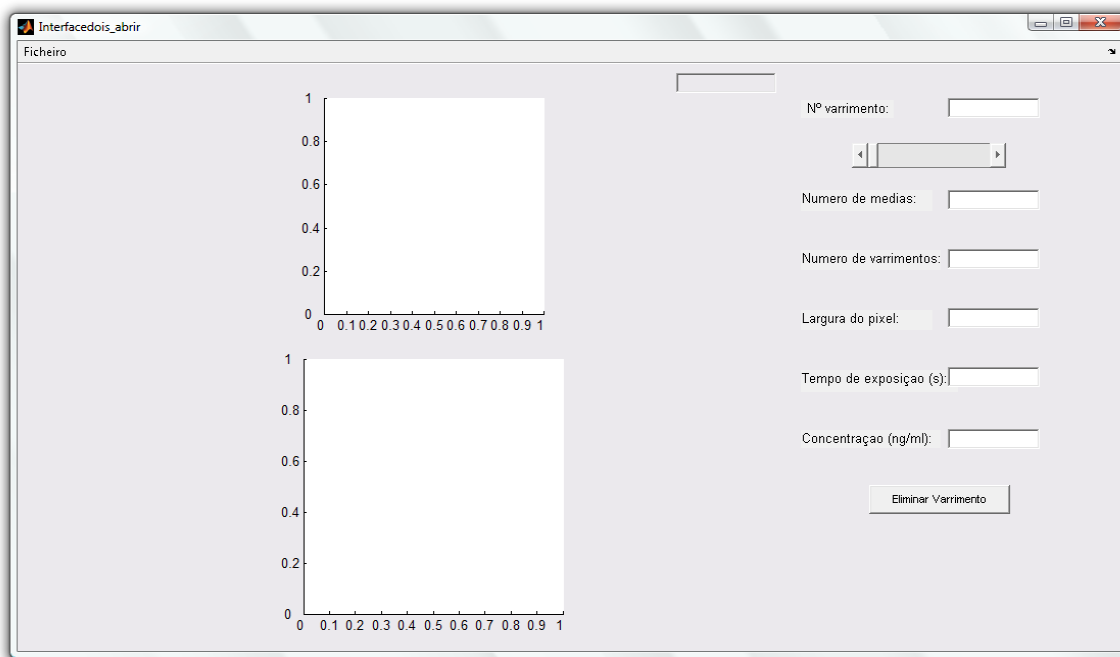 Interfacedois_abrir
Ficheiro
1
0.8
0.6
0.4
0.2
0
0 0.1 0.2 0.3 0.4 0.5 0.6 0.7 0.8 0.9 1
1
0.8
0.6
0.4
0.2
0
0 0.1 0.2 0.3 0.4 0.5 0.6 0.7 0.8 0.9 1
Nº varrimento:
Numero de medias:
Numero de varrimentos:
Largura do pixel:
Tempo de exposiçao (s):
Concentraçao (ng/ml):
Eliminar Varrimento